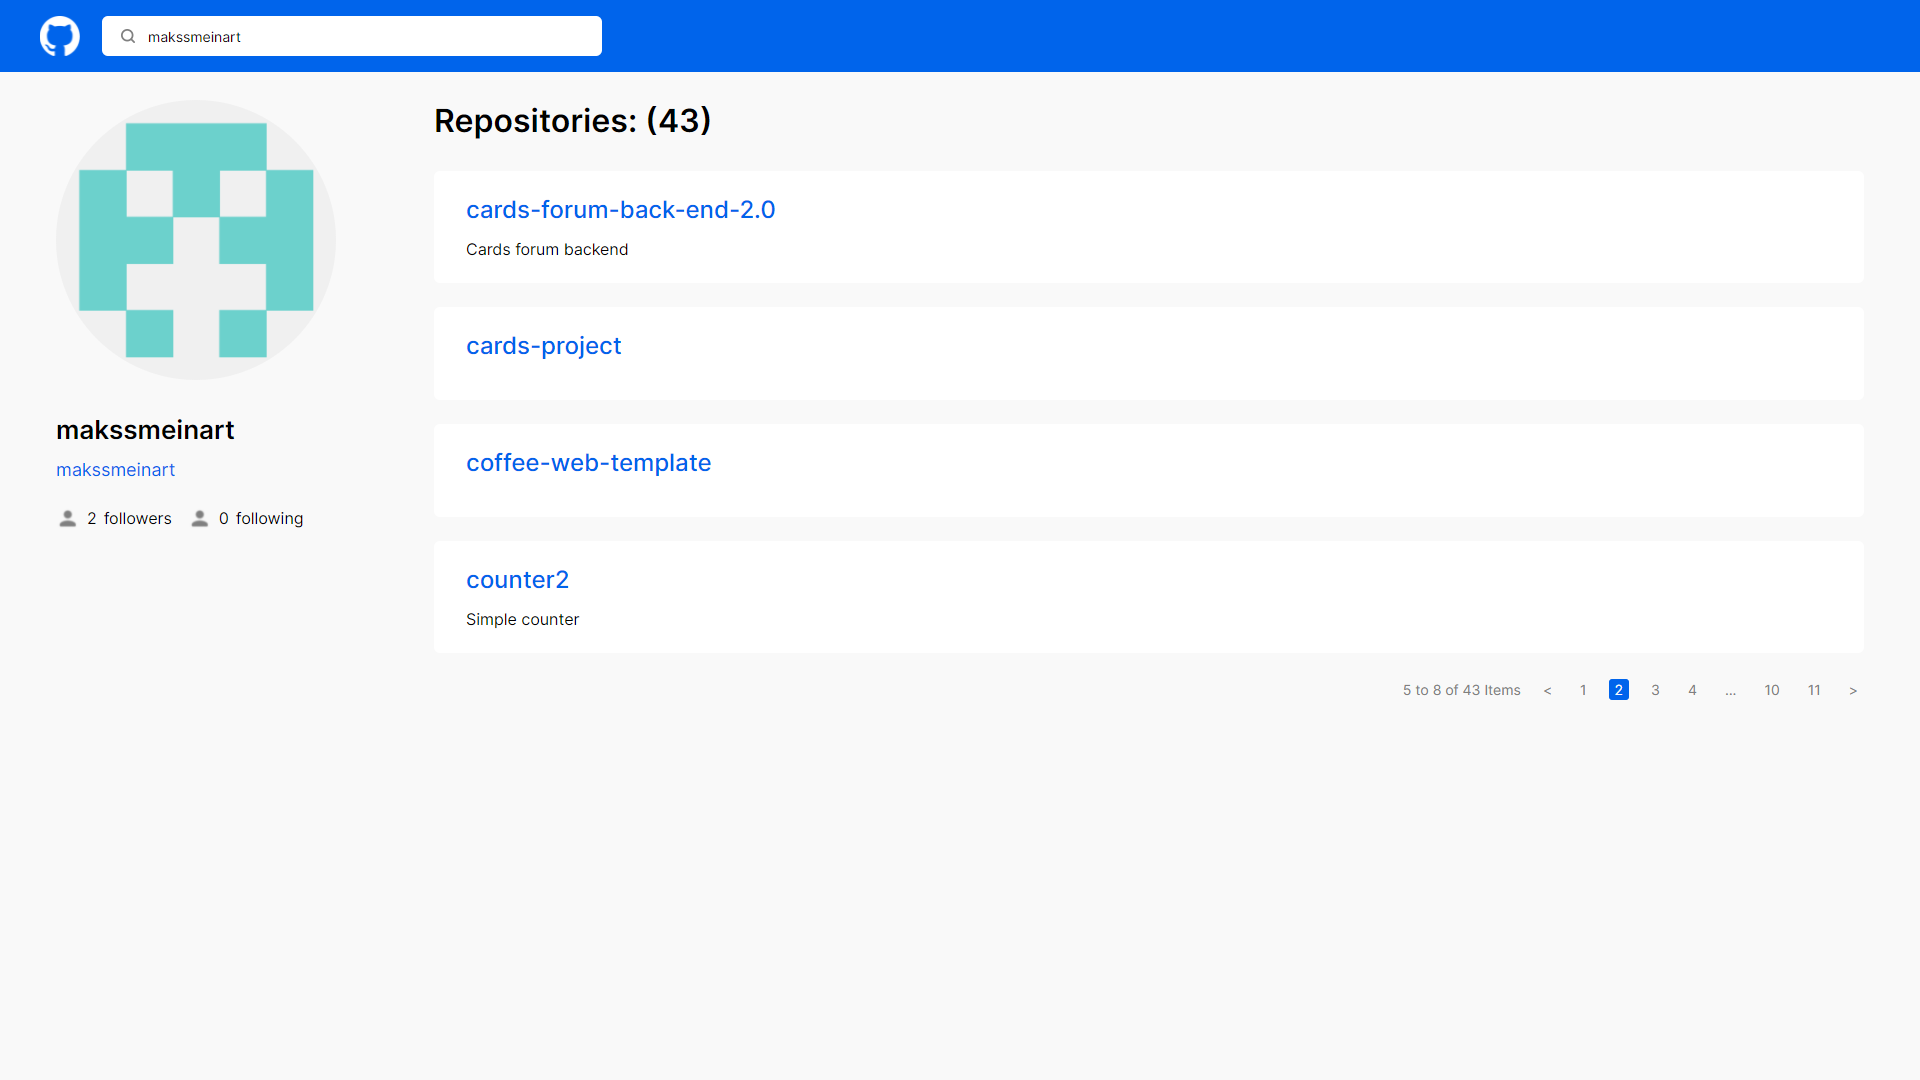 makssmeinart
makssmeinart
makssmeinart
2 followers 0 following
Repositories: (43)
cards-forum-back-end-2.0
Cards forum backend
cards-project
coffee-web-template
counter2
Simple counter
5 to 8 of 43 Items < 1 2 3 4 ... 10 11 >